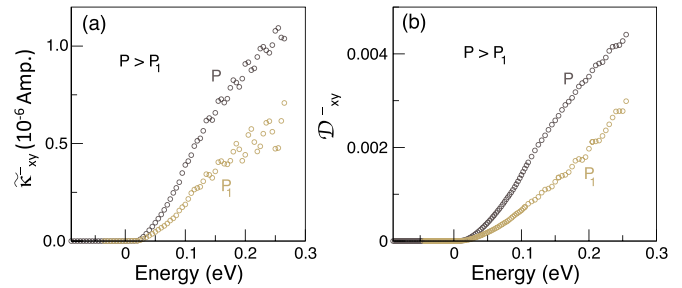 (a)
P > P₁
P
P₁
κ̃⁻xy (10⁻⁶ Amp.)
1.0
0.5
0.0
0
0.1
0.2
0.3
Energy (eV)
(b)
P > P₁
P
P₁
𝒟⁻xy
0.004
0.002
0
0
0.1
0.2
0.3
Energy (eV)